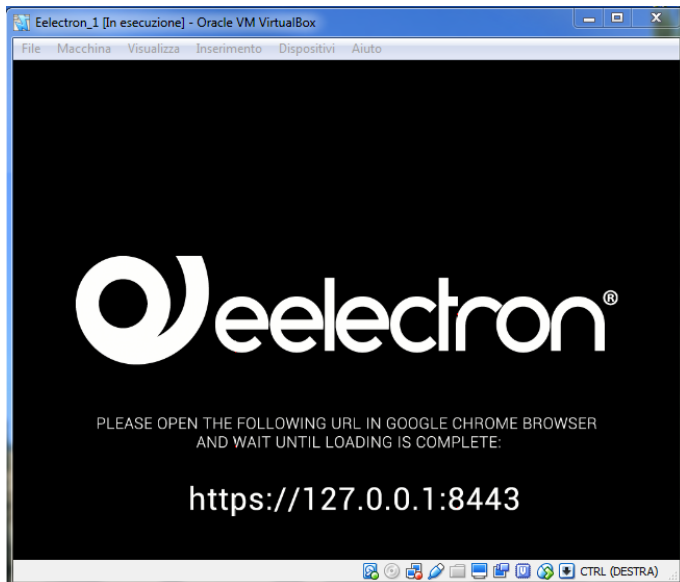 Eelectron_1 [In esecuzione] - Oracle VM VirtualBox
File Macchina Visualizza Inserimento Dispositivi Aiuto
eelectron®
PLEASE OPEN THE FOLLOWING URL IN GOOGLE CHROME BROWSER
AND WAIT UNTIL LOADING IS COMPLETE:
https://127.0.0.1:8443
CTRL (DESTRA)